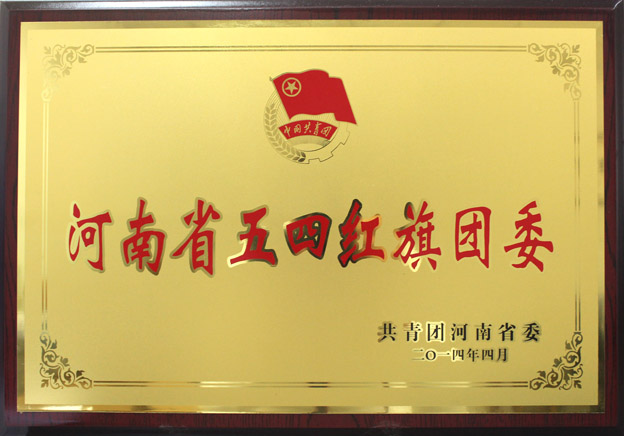 中国共青团
河南省五四红旗团委
共青团河南省委
二〇一四年四月